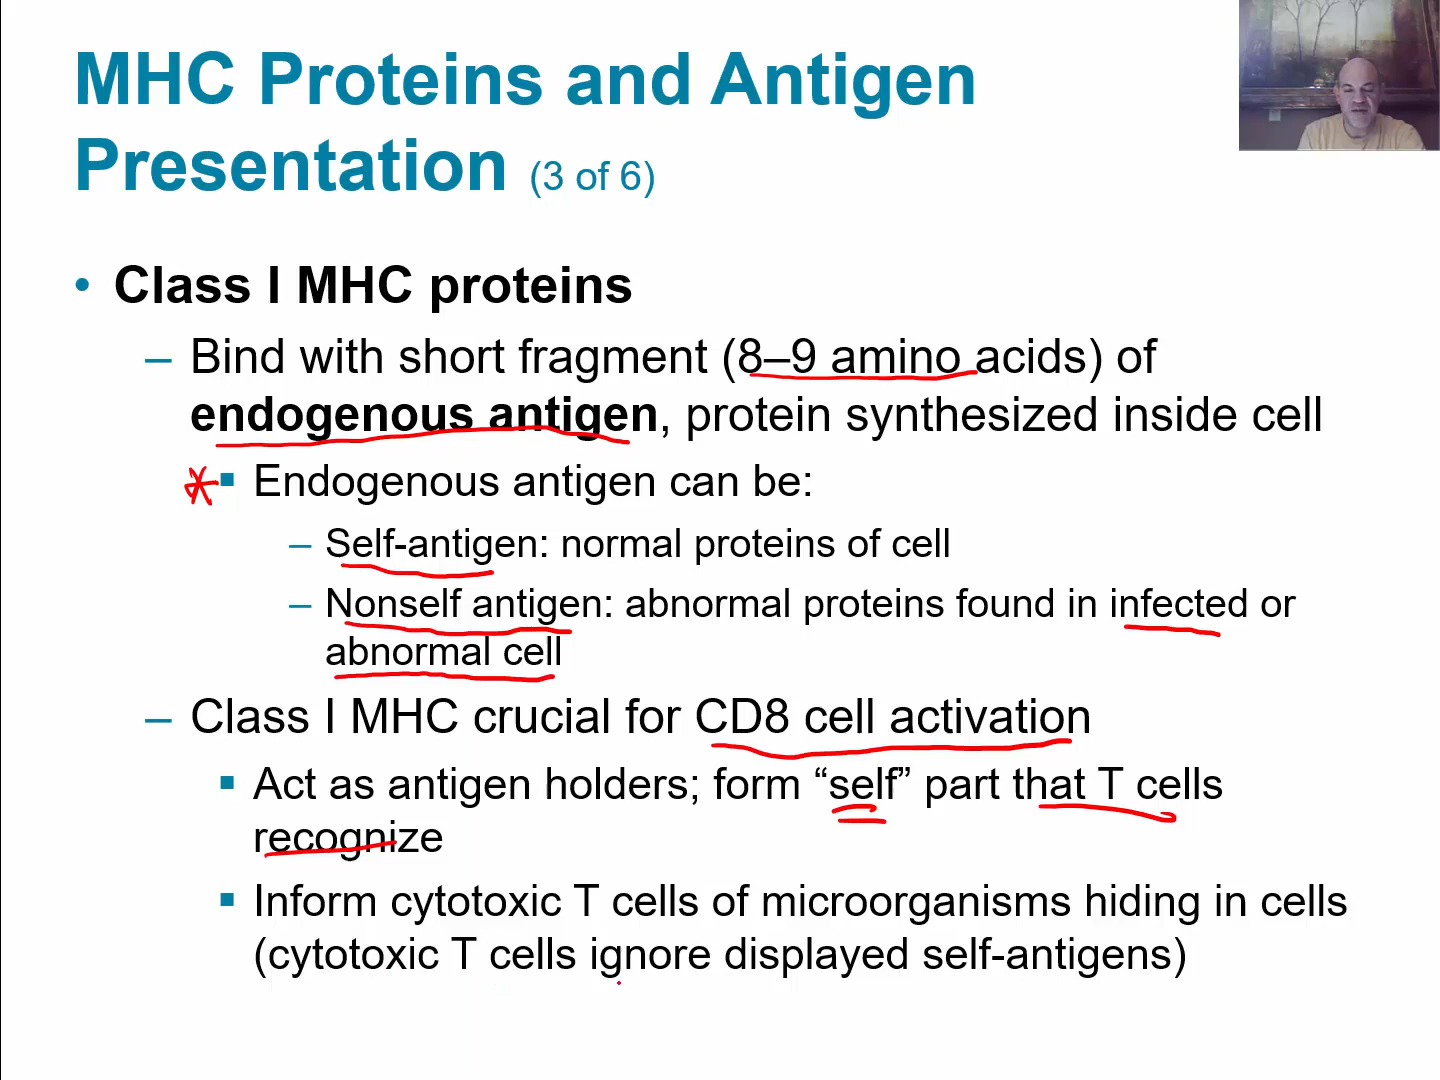 MHC Proteins and Antigen
Presentation (3 of 6)
• Class I MHC proteins
– Bind with short fragment (8–9 amino acids) of
endogenous antigen, protein synthesized inside cell
▪ Endogenous antigen can be:
– Self-antigen: normal proteins of cell
– Nonself antigen: abnormal proteins found in infected or
abnormal cell
– Class I MHC crucial for CD8 cell activation
▪ Act as antigen holders; form “self” part that T cells
recognize
▪ Inform cytotoxic T cells of microorganisms hiding in cells
(cytotoxic T cells ignore displayed self-antigens)